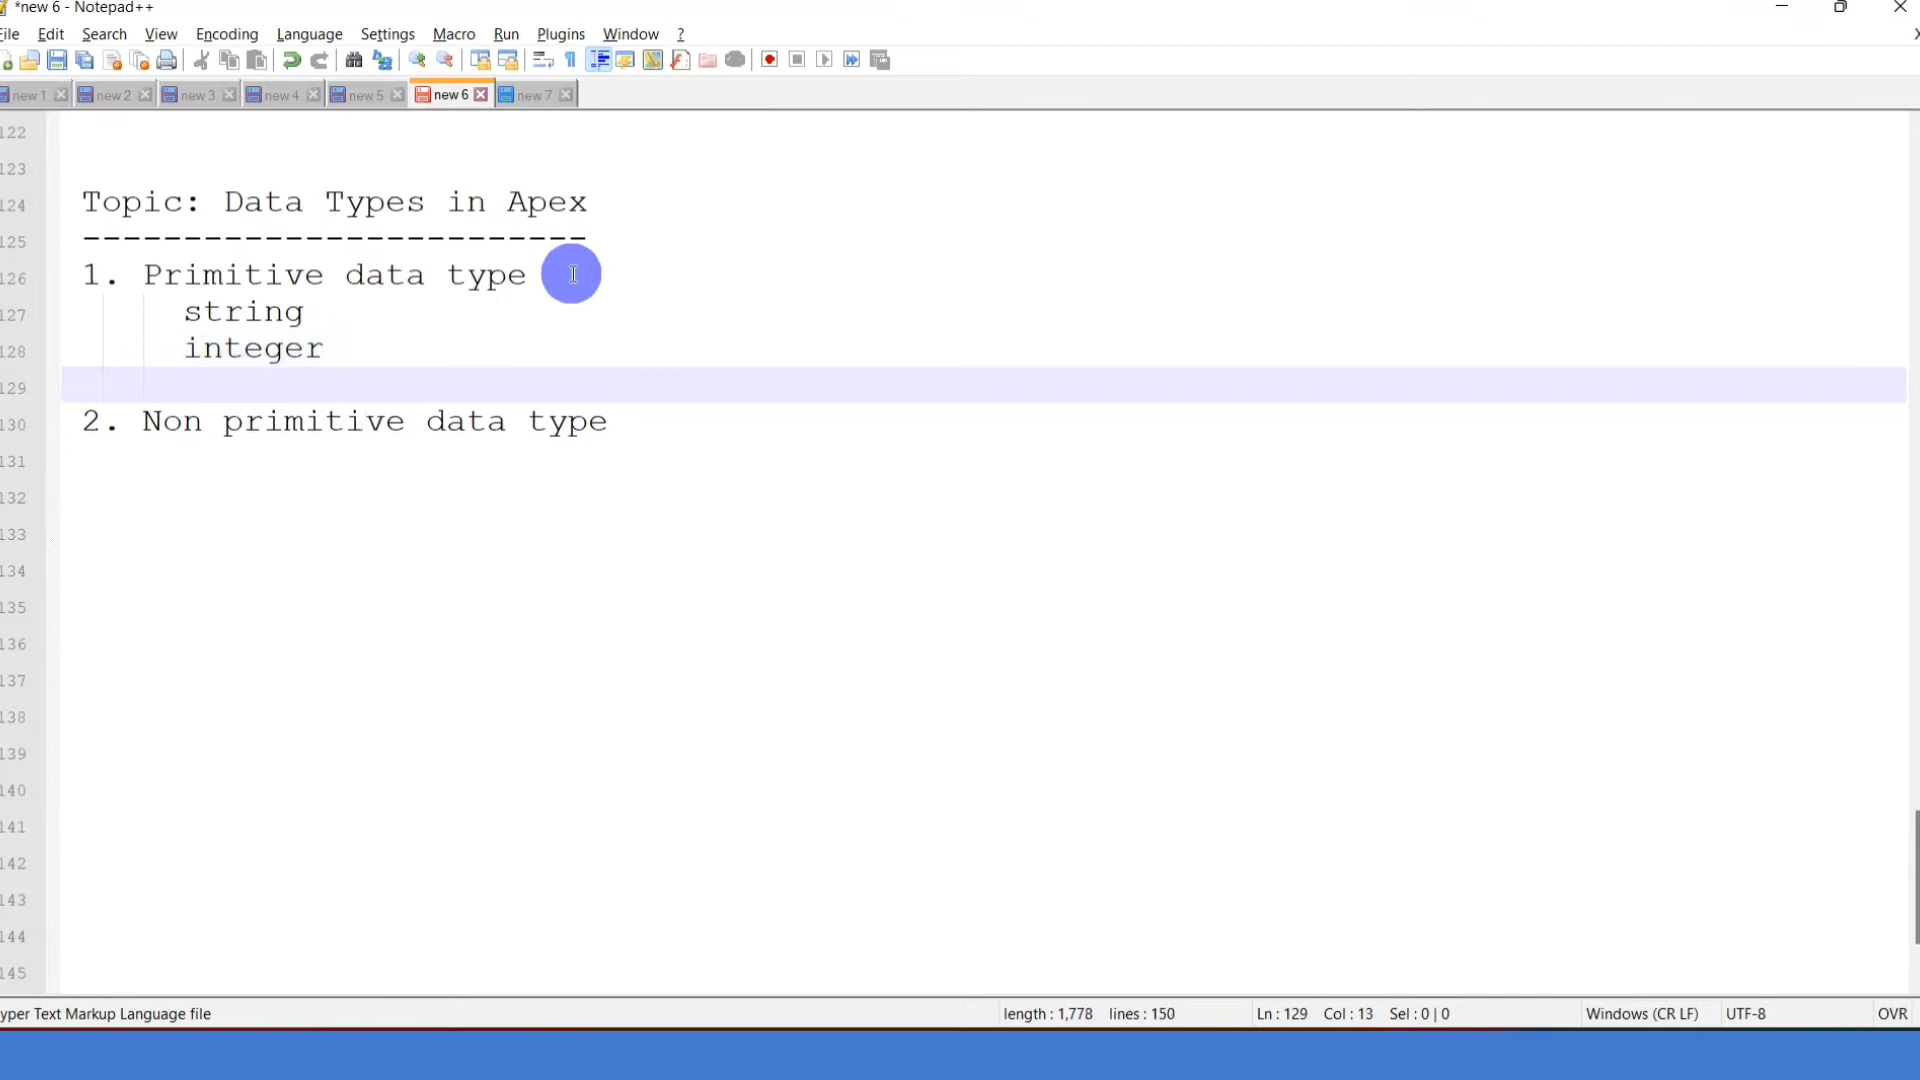 *new 6 - Notepad++
ile Edit Search View Encoding Language Settings Macro Run Plugins Window ?
new 1 new 2 new 3 new 4 new 5 new 6 new 7
122
123
124 Topic: Data Types in Apex
125 -------------------------
126 1. Primitive data type
127 string
128 integer
129
130 2. Non primitive data type
131
132
133
134
135
136
137
138
139
140
141
142
143
144
145
yper Text Markup Language file length : 1,778 lines : 150 Ln : 129 Col : 13 Sel : 0 | 0 Windows (CR LF) UTF-8 OVR